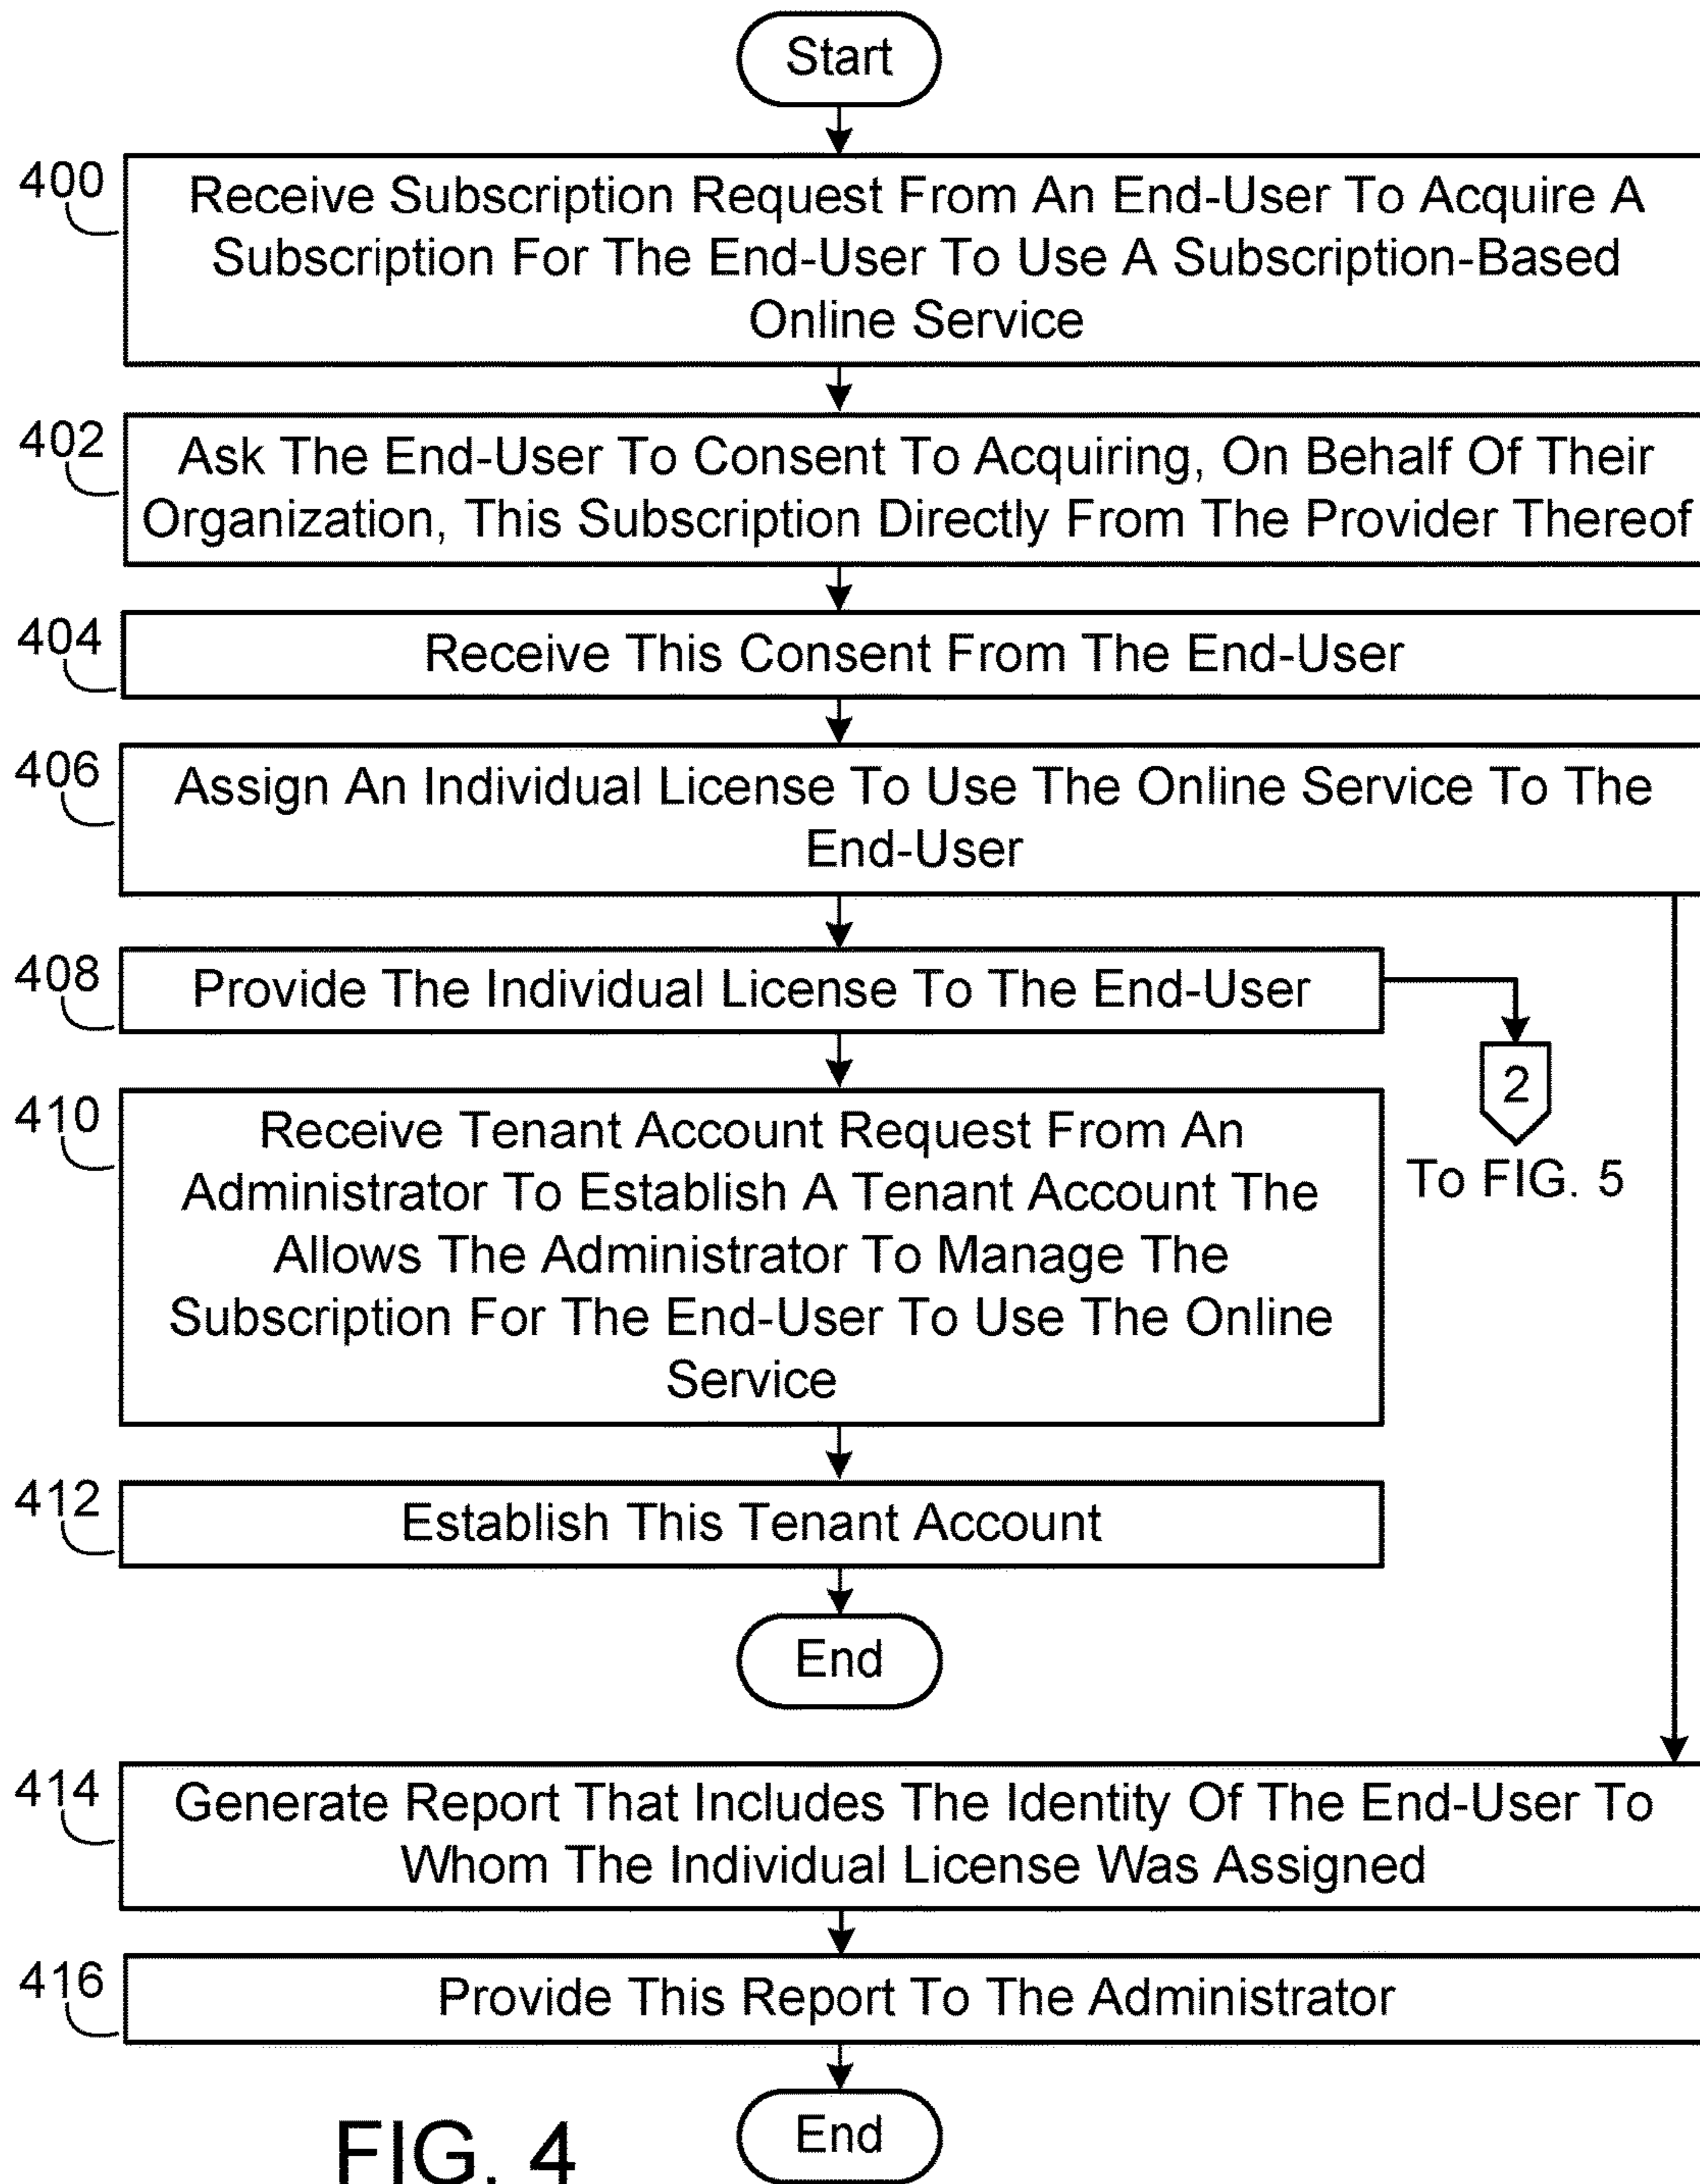 Start
400
Receive Subscription Request From An End-User To Acquire A
Subscription For The End-User To Use A Subscription-Based
Online Service
402
Ask The End-User To Consent To Acquiring, On Behalf Of Their
Organization, This Subscription Directly From The Provider Thereof
404
Receive This Consent From The End-User
406
Assign An Individual License To Use The Online Service To The
End-User
408
Provide The Individual License To The End-User
2
To FIG. 5
410
Receive Tenant Account Request From An
Administrator To Establish A Tenant Account The
Allows The Administrator To Manage The
Subscription For The End-User To Use The Online
Service
412
Establish This Tenant Account
End
414
Generate Report That Includes The Identity Of The End-User To
Whom The Individual License Was Assigned
416
Provide This Report To The Administrator
End
FIG. 4